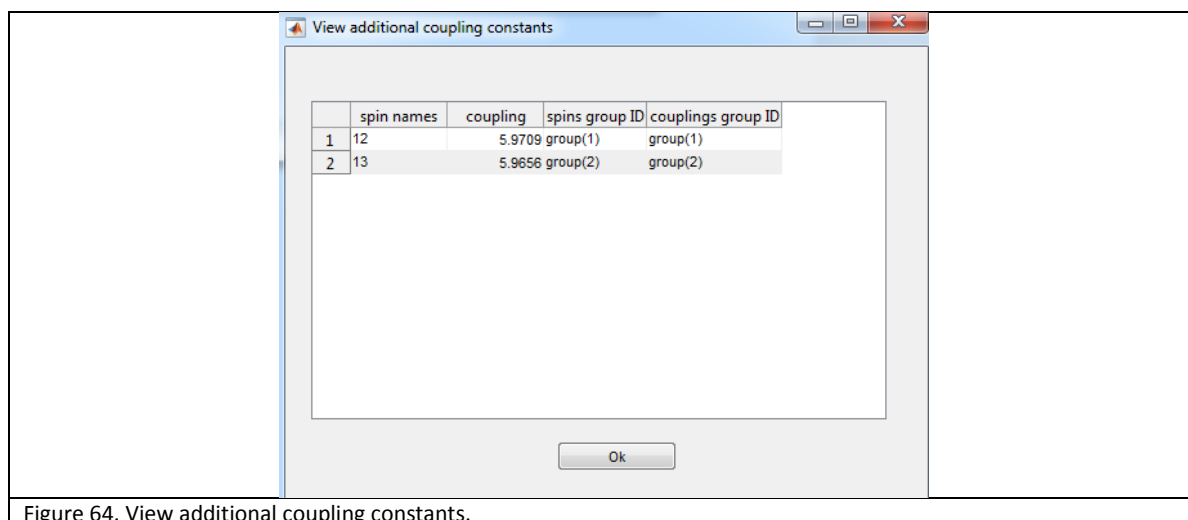 View additional coupling constants
spin names coupling spins group ID couplings group ID
1 12 5.9709 group(1) group(1)
2 13 5.9656 group(2) group(2)
Ok
Figure 64. View additional coupling constants.